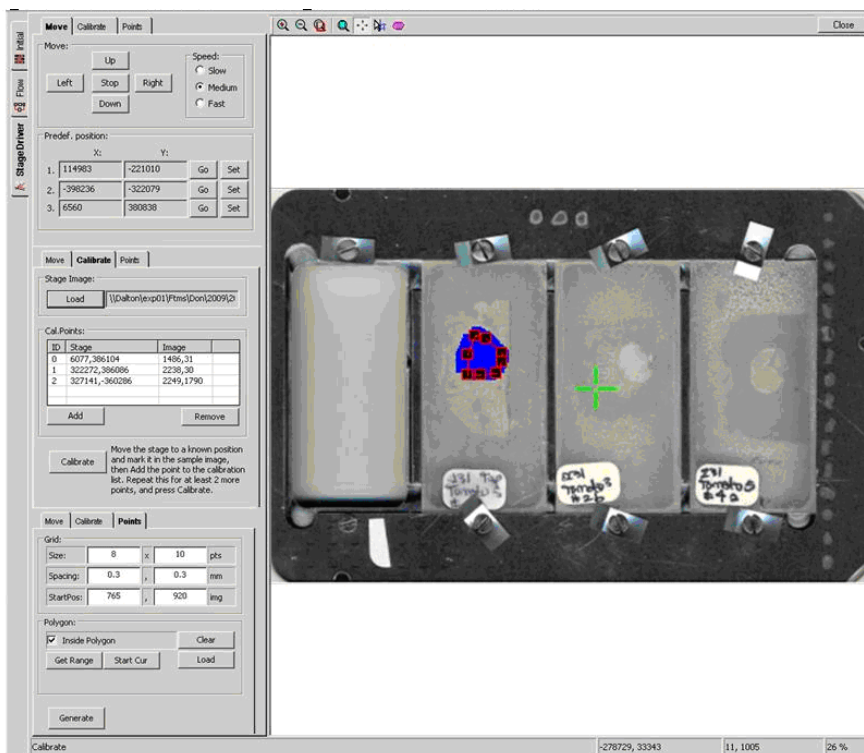 Move Calibrate Points
Close
Initial
Flow
StageDriver
Move:
Up
Left Stop Right
Down
Speed:
Slow
Medium
Fast
Predef. position:
X: Y:
1. 114983 -221010 Go Set
2. -398236 -322079 Go Set
3. 6560 380838 Go Set
Move Calibrate Points
Stage Image:
Load \\Dalton\exp01\Ftms\Don\2009\2
Cal.Points:
ID Stage Image
0 6077,386104 1486,31
1 322272,386086 2238,30
2 327141,-360286 2249,1790
Add Remove
Calibrate
Move the stage to a known position
and mark it in the sample image,
then Add the point to the calibration
list. Repeat this for at least 2 more
points, and press Calibrate.
Move Calibrate Points
Grid:
Size: 8 x 10 pts
Spacing: 0.3 , 0.3 mm
StartPos: 765 , 920 img
Polygon:
Inside Polygon Clear
Get Range Start Cur Load
Generate
Calibrate -278729, 33343 11, 1005 26 %